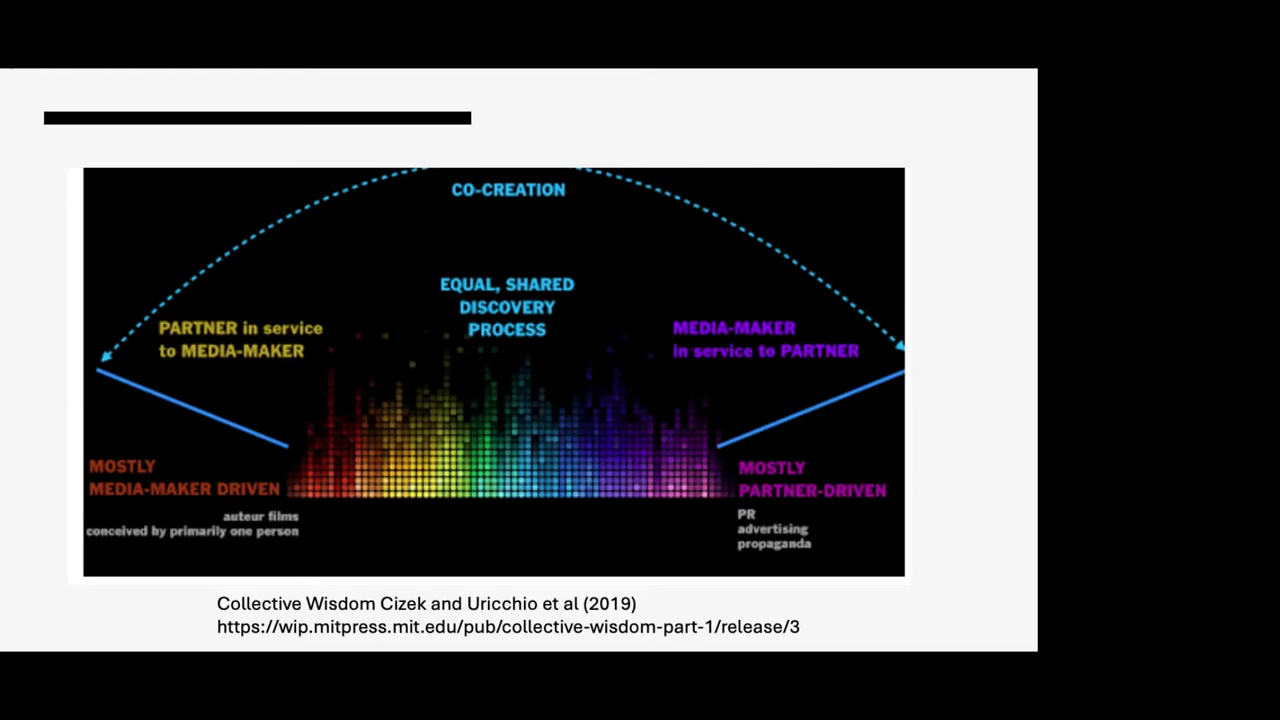 CO-CREATION
EQUAL, SHARED
DISCOVERY
PROCESS
PARTNER in service
to MEDIA-MAKER
MEDIA-MAKER
in service to PARTNER
MOSTLY
MEDIA-MAKER DRIVEN
auteur films
conceived by primarily one person
MOSTLY
PARTNER-DRIVEN
PR
advertising
propaganda
Collective Wisdom Cizek and Uricchio et al (2019)
https://wip.mitpress.mit.edu/pub/collective-wisdom-part-1/release/3